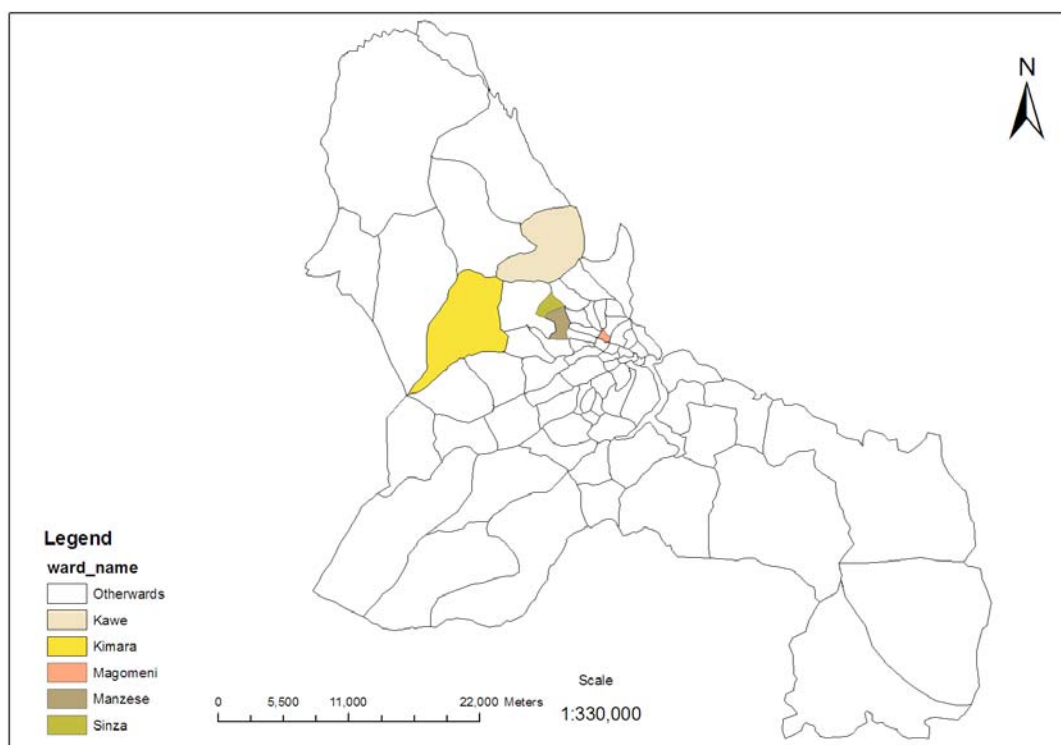 N
Legend
ward_name
Otherwards
Kawe
Kimara
Magomeni
Manzese
Sinza
0 5,500 11,000 22,000 Meters
Scale
1:330,000